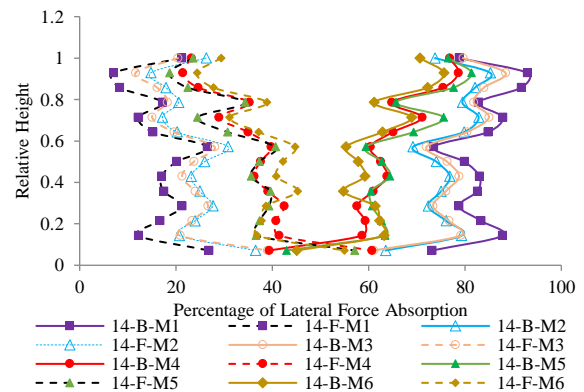 1.2
1
0.8
0.6
0.4
0.2
0
Relative Height
0 20 40 60 80 100
Percentage of Lateral Force Absorption
14-B-M1 14-F-M1 14-B-M2
14-F-M2 14-B-M3 14-F-M3
14-B-M4 14-F-M4 14-B-M5
14-F-M5 14-B-M6 14-F-M6